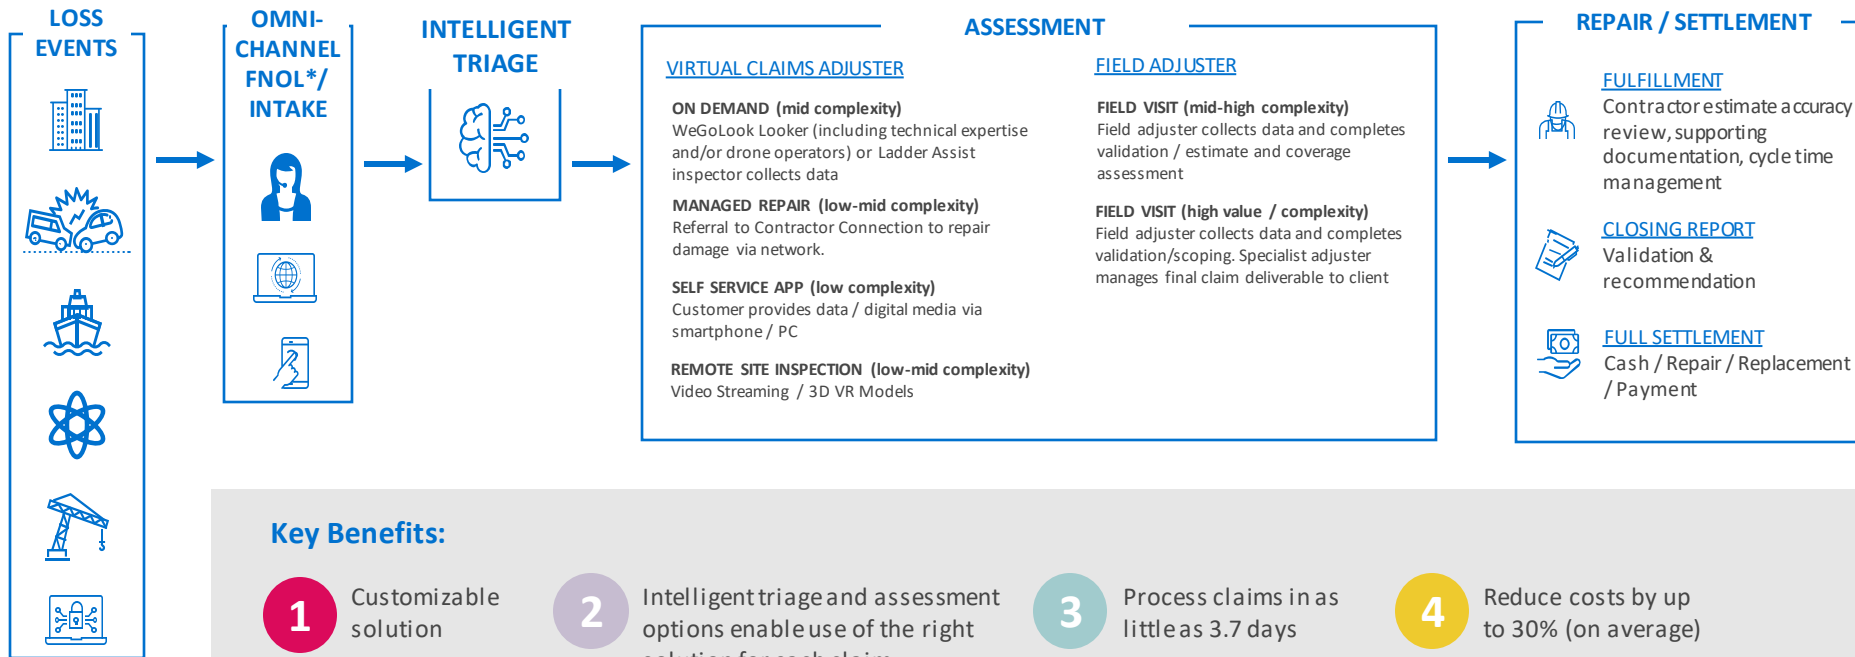 LOSS
EVENTS
OMNI-
CHANNEL
FNOL*/
INTAKE
INTELLIGENT
TRIAGE
ASSESSMENT
VIRTUAL CLAIMS ADJUSTER
ON DEMAND (mid complexity)
WeGoLook Looker (including technical expertise
and/or drone operators) or Ladder Assist
inspector collects data
MANAGED REPAIR (low-mid complexity)
Referral to Contractor Connection to repair
damage via network.
SELF SERVICE APP (low complexity)
Customer provides data / digital media via
smartphone / PC
REMOTE SITE INSPECTION (low-mid complexity)
Video Streaming / 3D VR Models
FIELD ADJUSTER
FIELD VISIT (mid-high complexity)
Field adjuster collects data and completes
validation / estimate and coverage
assessment
FIELD VISIT (high value / complexity)
Field adjuster collects data and completes
validation/scoping. Specialist adjuster
manages final claim deliverable to client
REPAIR / SETTLEMENT
FULFILLMENT
Contractor estimate accuracy
review, supporting
documentation, cycle time
management
CLOSING REPORT
Validation &
recommendation
FULL SETTLEMENT
Cash / Repair / Replacement
/ Payment
Key Benefits:
1
Customizable
solution
2
Intelligent triage and assessment
options enable use of the right
solution for each claim
3
Process claims in as
little as 3.7 days
4
Reduce costs by up
to 30% (on average)